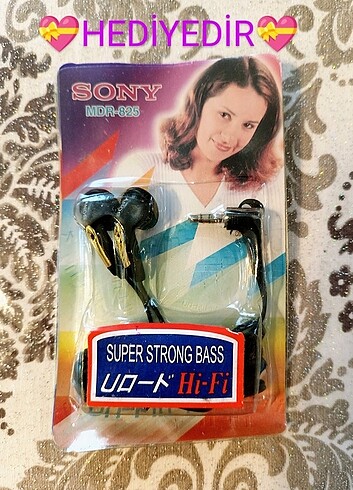 💝HEDİYEDİR💝
SONY
MDR-825
SUPER STRONG BASS
Uロード Hi-Fi